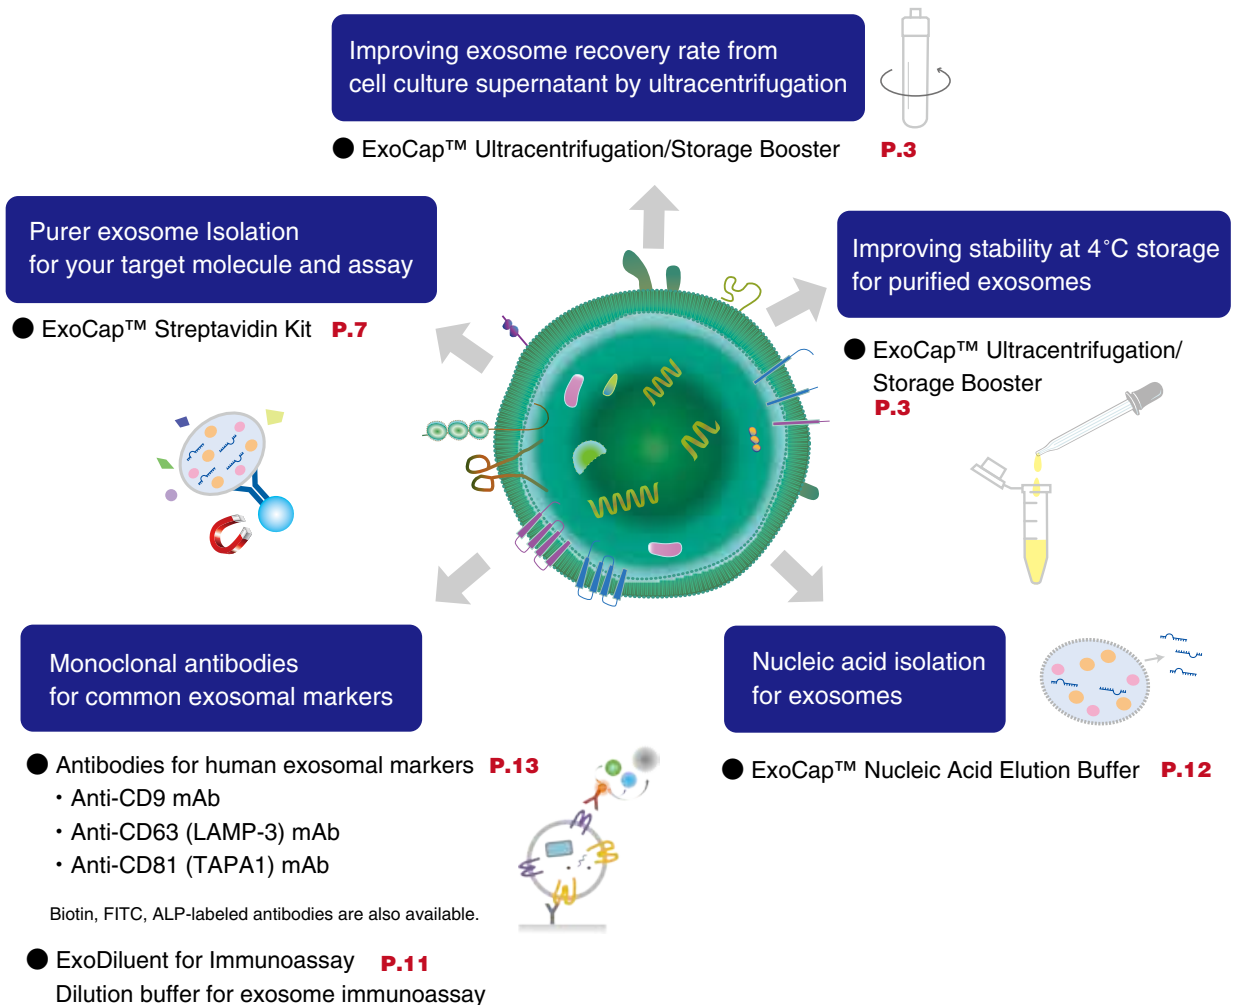 Improving exosome recovery rate from
cell culture supernatant by ultracentrifugation
● ExoCap™ Ultracentrifugation/Storage Booster P.3
Purer exosome Isolation
for your target molecule and assay
● ExoCap™ Streptavidin Kit P.7
Improving stability at 4°C storage
for purified exosomes
● ExoCap™ Ultracentrifugation/
Storage Booster
P.3
Monoclonal antibodies
for common exosomal markers
● Antibodies for human exosomal markers P.13
・Anti-CD9 mAb
・Anti-CD63 (LAMP-3) mAb
・Anti-CD81 (TAPA1) mAb
Biotin, FITC, ALP-labeled antibodies are also available.
● ExoDiluent for Immunoassay P.11
Dilution buffer for exosome immunoassay
Nucleic acid isolation
for exosomes
● ExoCap™ Nucleic Acid Elution Buffer P.12